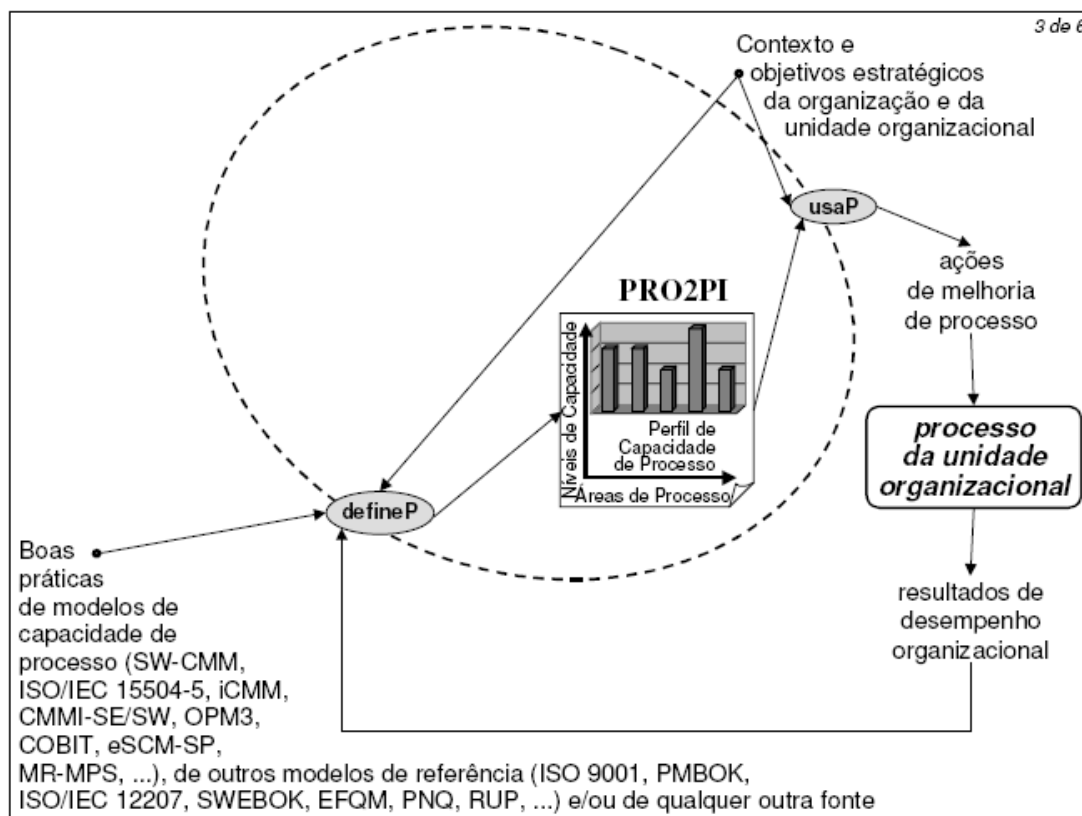 3 de 6
Contexto e
objetivos estratégicos
da organização e da
unidade organizacional
usaP
ações
de melhoria
de processo
PRO2PI
Níveis de Capacidade
Perfil de
Capacidade
de Processo
Áreas de Processo
processo
da unidade
organizacional
defineP
resultados de
desempenho
organizacional
Boas
práticas
de modelos de
capacidade de
processo (SW-CMM,
ISO/IEC 15504-5, iCMM,
CMMI-SE/SW, OPM3,
COBIT, eSCM-SP,
MR-MPS, ...), de outros modelos de referência (ISO 9001, PMBOK,
ISO/IEC 12207, SWEBOK, EFQM, PNQ, RUP, ...) e/ou de qualquer outra fonte